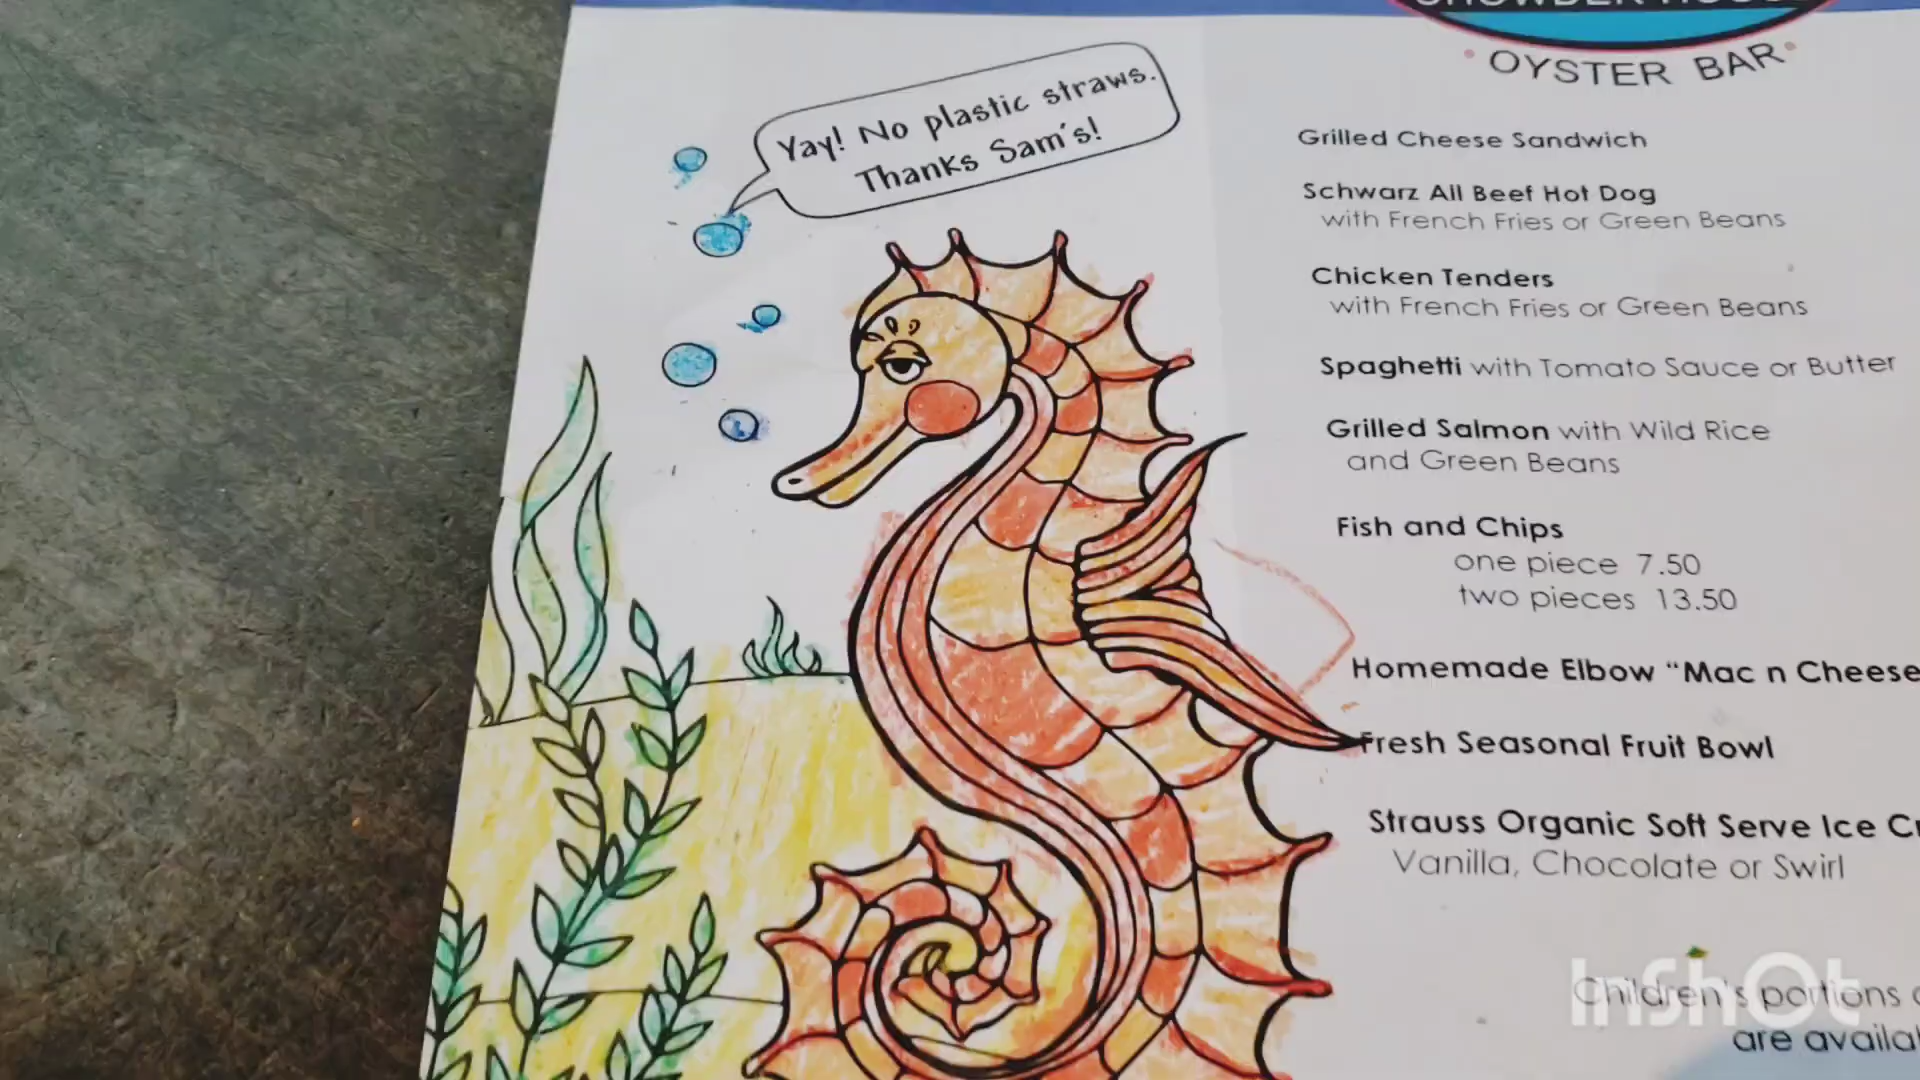 Yay! No plastic straws.
Thanks Sam's!
OYSTER BAR
Grilled Cheese Sandwich
Schwarz All Beef Hot Dog
with French Fries or Green Beans
Chicken Tenders
with French Fries or Green Beans
Spaghetti with Tomato Sauce or Butter
Grilled Salmon with Wild Rice
and Green Beans
Fish and Chips
one piece 7.50
two pieces 13.50
Homemade Elbow "Mac n Cheese
Fresh Seasonal Fruit Bowl
Strauss Organic Soft Serve Ice
Vanilla, Chocolate or Swirl
Children's portions
are
InShOt